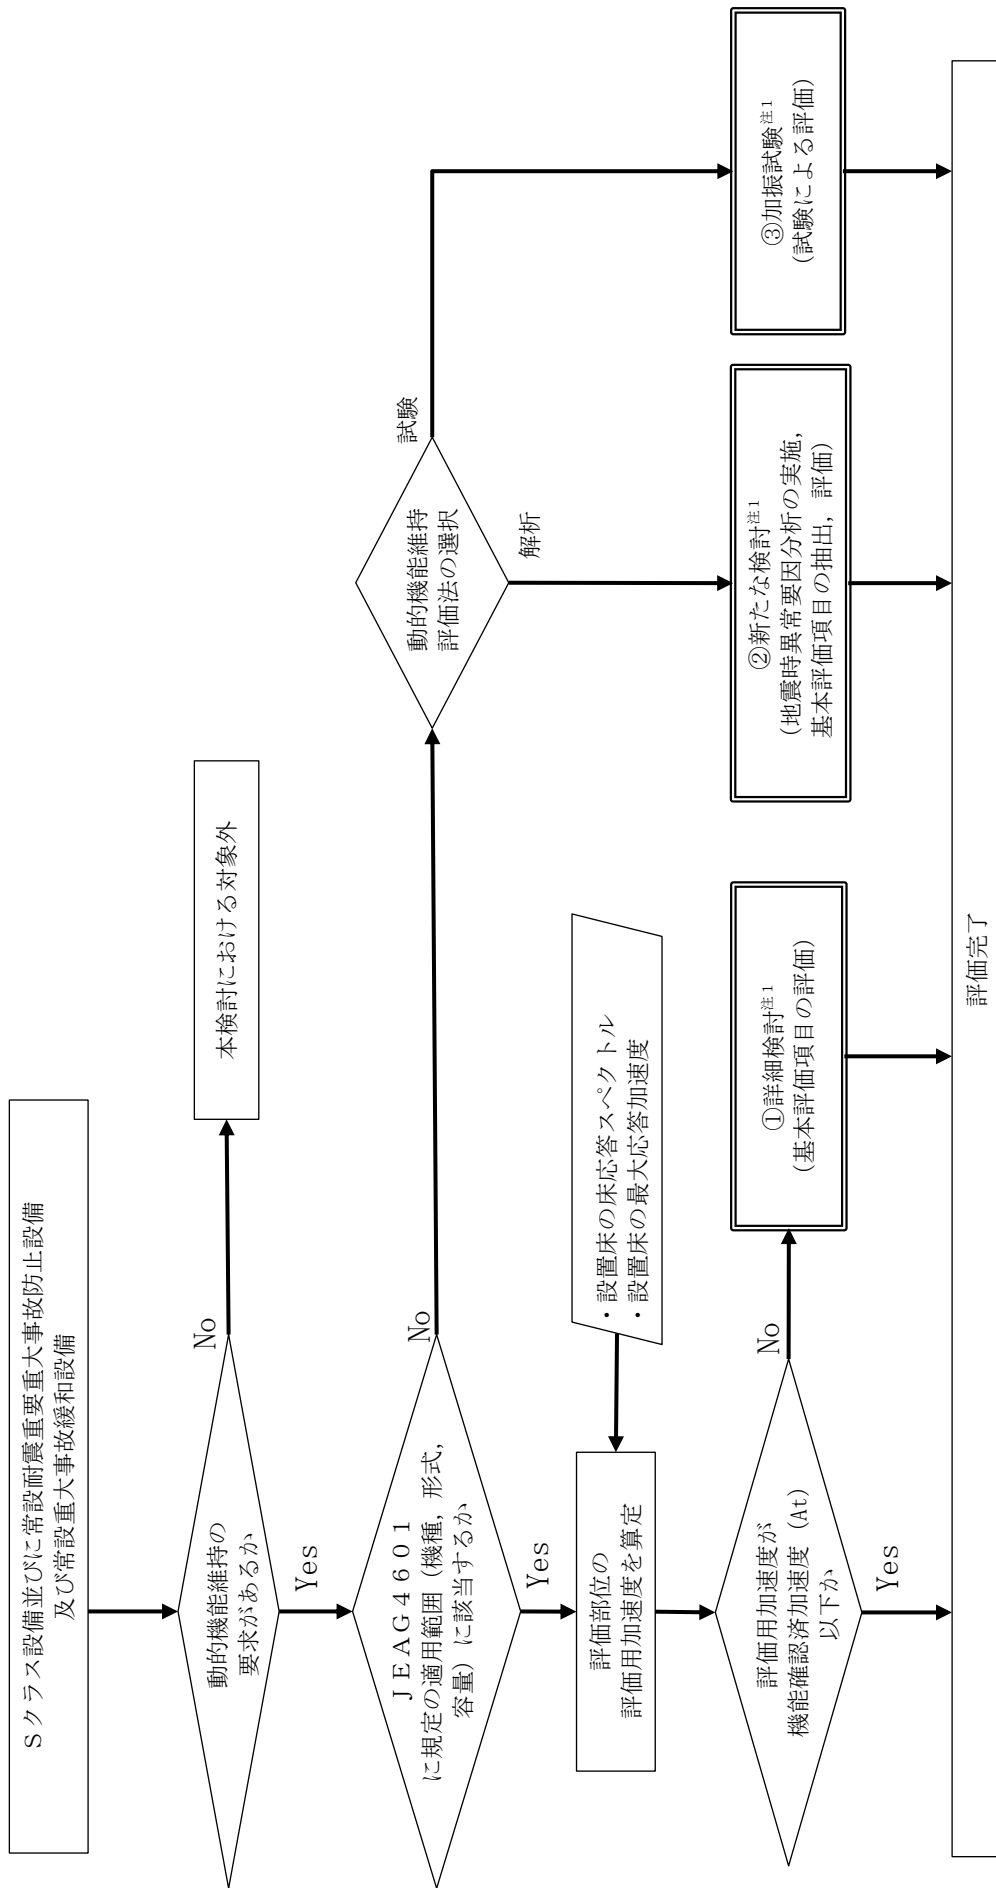 Ｓクラス設備並びに常設耐震重要重大事故防止設備
及び常設重大事故緩和設備
動的機能維持の
要求があるか
No
本検討における対象外
Yes
ＪＥＡＧ４６０１
に規定の適用範囲（機種，形式，
容量）に該当するか
No
動的機能維持
評価法の選択
試験
解析
Yes
評価部位の
評価用加速度を算定
・設置床の床応答スペクトル
・設置床の最大応答加速度
評価用加速度が
機能確認済加速度（At）
以下か
No
Yes
①詳細検討注1
(基本評価項目の評価)
②新たな検討注1
(地震時異常要因分析の実施，
基本評価項目の抽出，評価)
③加振試験注1
(試験による評価)
評価完了